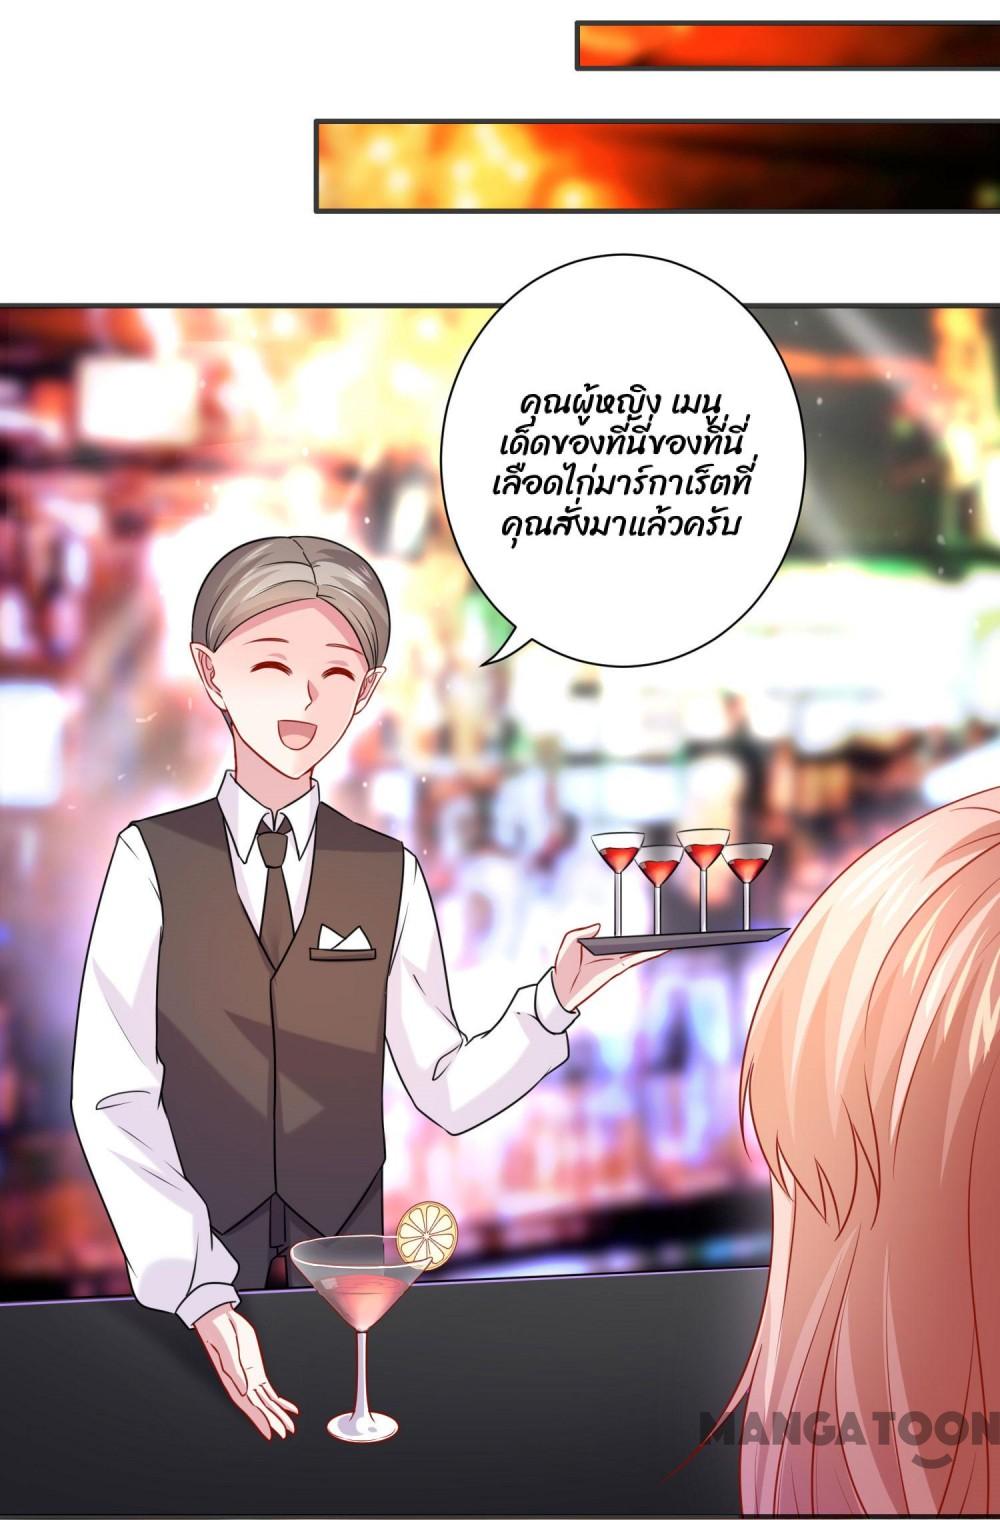 คุณผู้หญิง เมนู
เด็ดของที่นี่ของที่นี่
เลือดไก่มาร์กาเร็ตที่
คุณสั่งมาแล้วครับ
MANGATOON